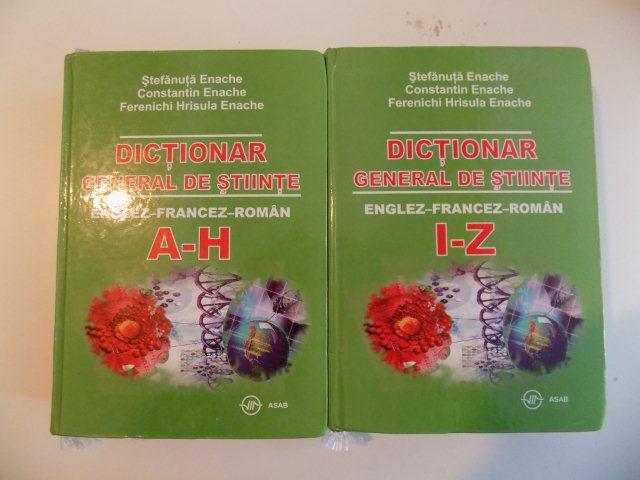 Ştefănuţă Enache
Constantin Enache
Ferenichi Hrisula Enache
DICŢIONAR
GENERAL DE ŞTIINŢE
ENGLEZ–FRANCEZ–ROMÂN
A-H
ASAB
Ştefănuţă Enache
Constantin Enache
Ferenichi Hrisula Enache
DICŢIONAR
GENERAL DE ŞTIINŢE
ENGLEZ–FRANCEZ–ROMÂN
I-Z
ASAB